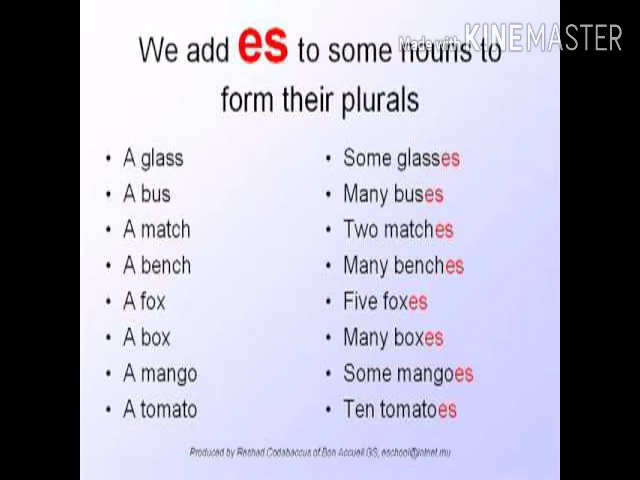 Made with KINEMASTER
We add es to some nouns to
form their plurals
• A glass
• A bus
• A match
• A bench
• A fox
• A box
• A mango
• A tomato
• Some glasses
• Many buses
• Two matches
• Many benches
• Five foxes
• Many boxes
• Some mangoes
• Ten tomatoes
Produced by Reshad Codabaccus of Bon Accueil GS, eschool@intnet.mu